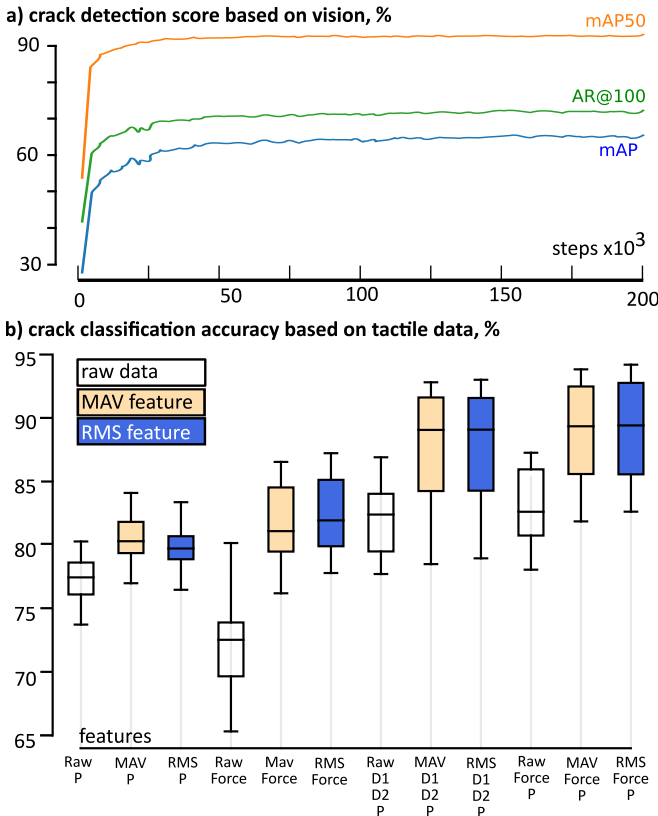 a) crack detection score based on vision, %
mAP50
90
AR@100
60
mAP
steps x10³
30
0 50 100 150 200
b) crack classification accuracy based on tactile data, %
95
raw data
MAV feature
90
RMS feature
85
80
75
70
65
features
Raw MAV RMS Raw Mav RMS Raw MAV RMS Raw MAV RMS
P P P Force Force Force D1 D1 D1 Force Force Force
D2 D2 D2 P P P
P P P